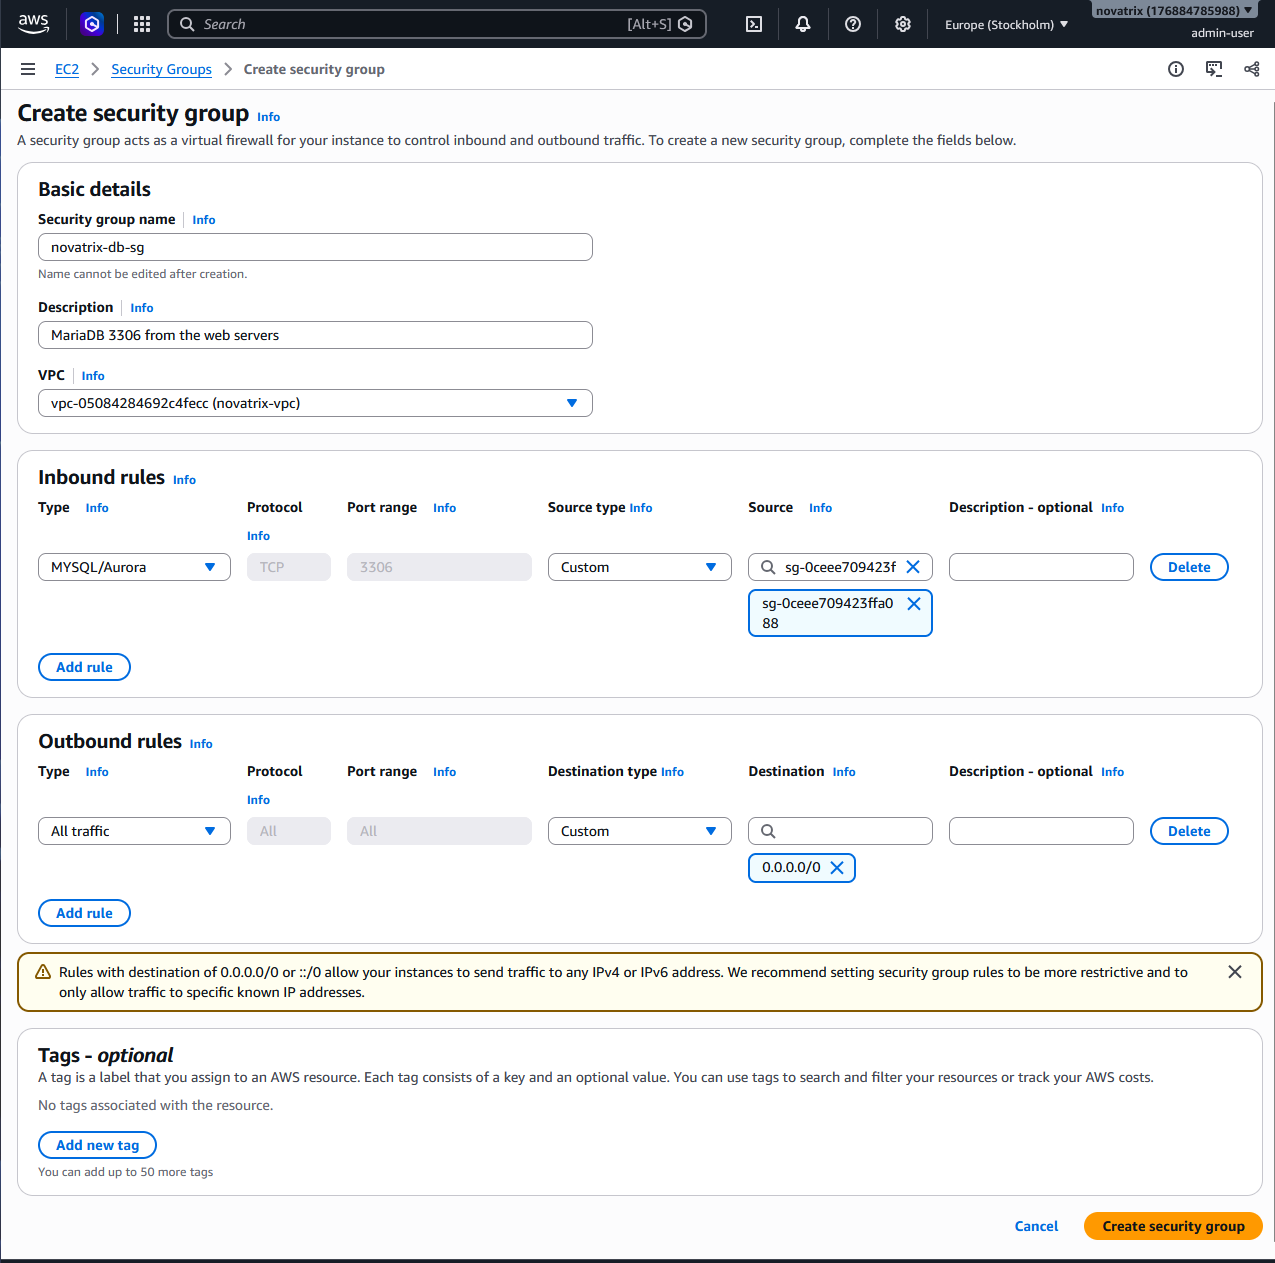 aws
Search
[Alt+S]
Europe (Stockholm)
novatrix (176884785988)
admin-user
EC2
Security Groups
Create security group
Create security group Info
A security group acts as a virtual firewall for your instance to control inbound and outbound traffic. To create a new security group, complete the fields below.
Basic details
Security group name Info
novatrix-db-sg
Name cannot be edited after creation.
Description Info
MariaDB 3306 from the web servers
VPC Info
vpc-05084284692c4fecc (novatrix-vpc)
Inbound rules Info
Type Info Protocol Port range Info Source type Info Source Info Description - optional Info
Info
MYSQL/Aurora TCP 3306 Custom sg-0ceee709423f Delete
sg-0ceee709423ffa0
88
Add rule
Outbound rules Info
Type Info Protocol Port range Info Destination type Info Destination Info Description - optional Info
Info
All traffic All All Custom Delete
0.0.0.0/0
Add rule
Rules with destination of 0.0.0.0/0 or ::/0 allow your instances to send traffic to any IPv4 or IPv6 address. We recommend setting security group rules to be more restrictive and to
only allow traffic to specific known IP addresses.
Tags - optional
A tag is a label that you assign to an AWS resource. Each tag consists of a key and an optional value. You can use tags to search and filter your resources or track your AWS costs.
No tags associated with the resource.
Add new tag
You can add up to 50 more tags
Cancel
Create security group